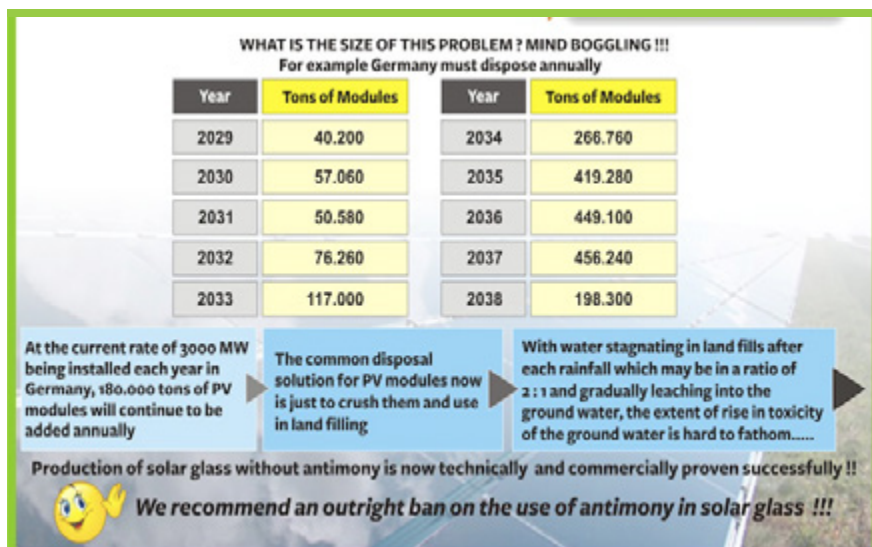 WHAT IS THE SIZE OF THIS PROBLEM ? MIND BOGGLING !!!
For example Germany must dispose annually
Year Tons of Modules Year Tons of Modules
2029 40.200 2034 266.760
2030 57.060 2035 419.280
2031 50.580 2036 449.100
2032 76.260 2037 456.240
2033 117.000 2038 198.300
At the current rate of 3000 MW
being installed each year in
Germany, 180.000 tons of PV
modules will continue to be
added annually
The common disposal
solution for PV modules now
is just to crush them and use
in land filling
With water stagnating in land fills after
each rainfall which may be in a ratio of
2 : 1 and gradually leaching into the
ground water, the extent of rise in toxicity
of the ground water is hard to fathom.....
Production of solar glass without antimony is now technically and commercially proven successfully !!
We recommend an outright ban on the use of antimony in solar glass !!!